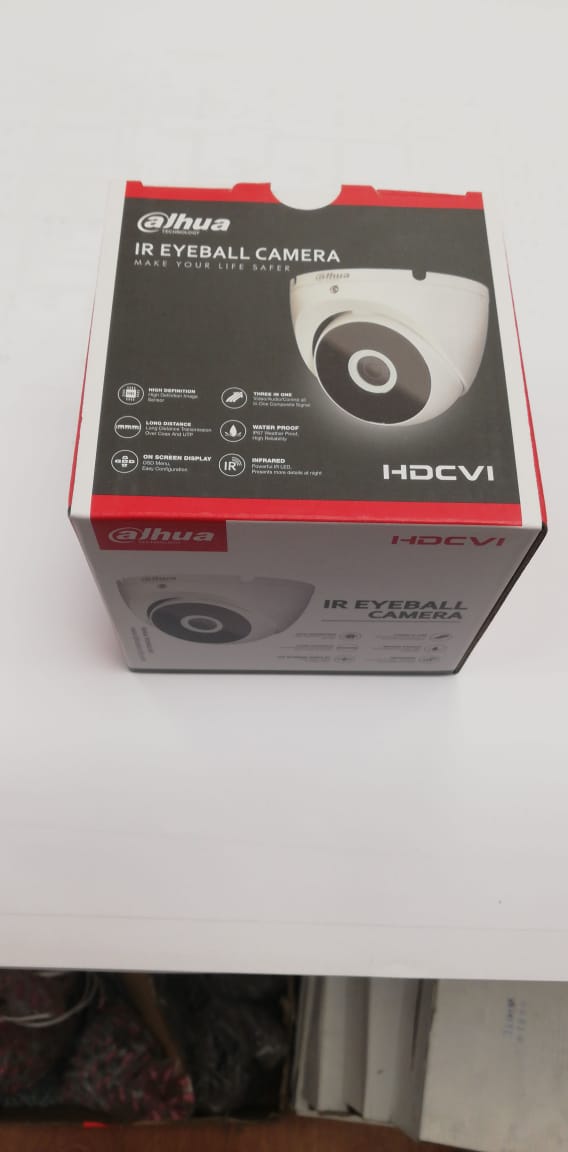 alhua
TECHNOLOGY
IR EYEBALL CAMERA
MAKE YOUR LIFE SAFER
alhua
HIGH DEFINITION
High Definition Image
Sensor
THREE IN ONE
Video/Audio/Control all
in One Composite Signal
LONG DISTANCE
Long Distance Transmission
Over Coax And UTP
WATER PROOF
IP67 Weather Proof,
High Reliability
ON SCREEN DISPLAY
OSD Menu,
Easy Configuration
IR
INFRARED
Powerful IR LED,
Presents more details at night
HDCVI
alhua
TECHNOLOGY
HDCVI
alhua
IR EYEBALL
CAMERA